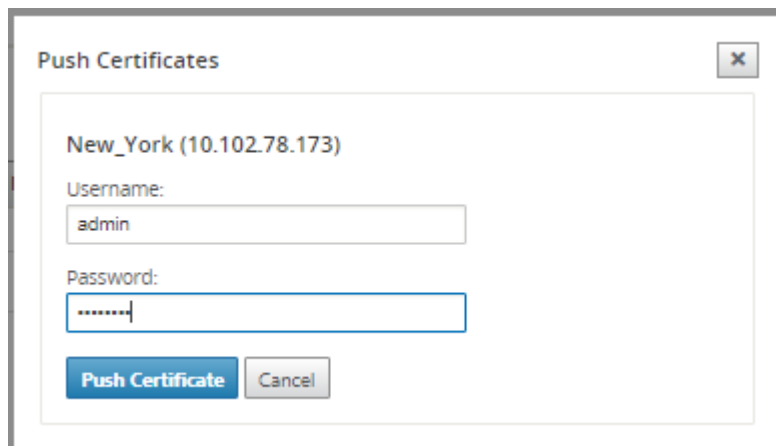 Push Certificates
New_York (10.102.78.173)
Username:
admin
Password:
••••••••
Push Certificate
Cancel